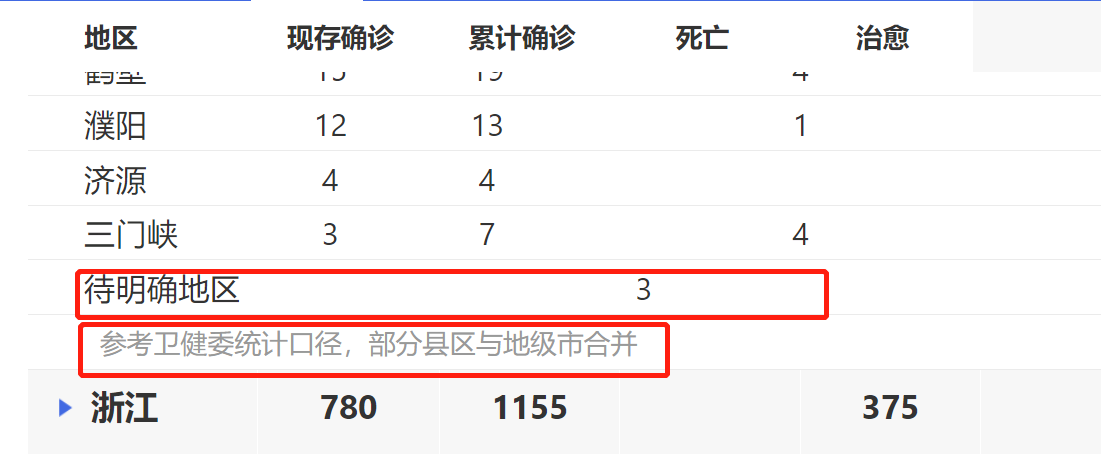 地区 现存确诊 累计确诊 死亡 治愈
鹤壁 15 19 4
濮阳 12 13 1
济源 4 4
三门峡 3 7 4
待明确地区 3
参考卫健委统计口径，部分县区与地级市合并
浙江 780 1155 375